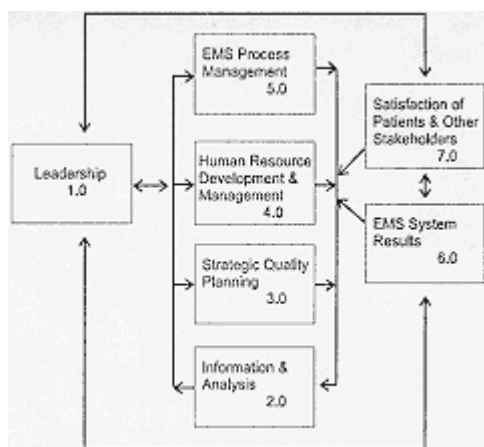 EMS Process
Management
5.0
Satisfaction of
Patients & Other
Stakeholders
7.0
Human Resource
Development &
Management
4.0
Leadership
1.0
EMS System
Results
6.0
Strategic Quality
Planning
3.0
Information &
Analysis
2.0